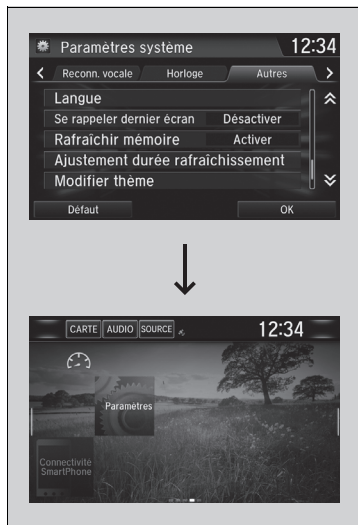 Paramètres système 12:34
Reconn. vocale Horloge Autres
Langue
Se rappeler dernier écran Désactiver
Rafraîchir mémoire Activer
Ajustement durée rafraîchissement
Modifier thème
Défaut OK
CARTE AUDIO SOURCE 12:34
Paramètres
Connectivité
SmartPhone